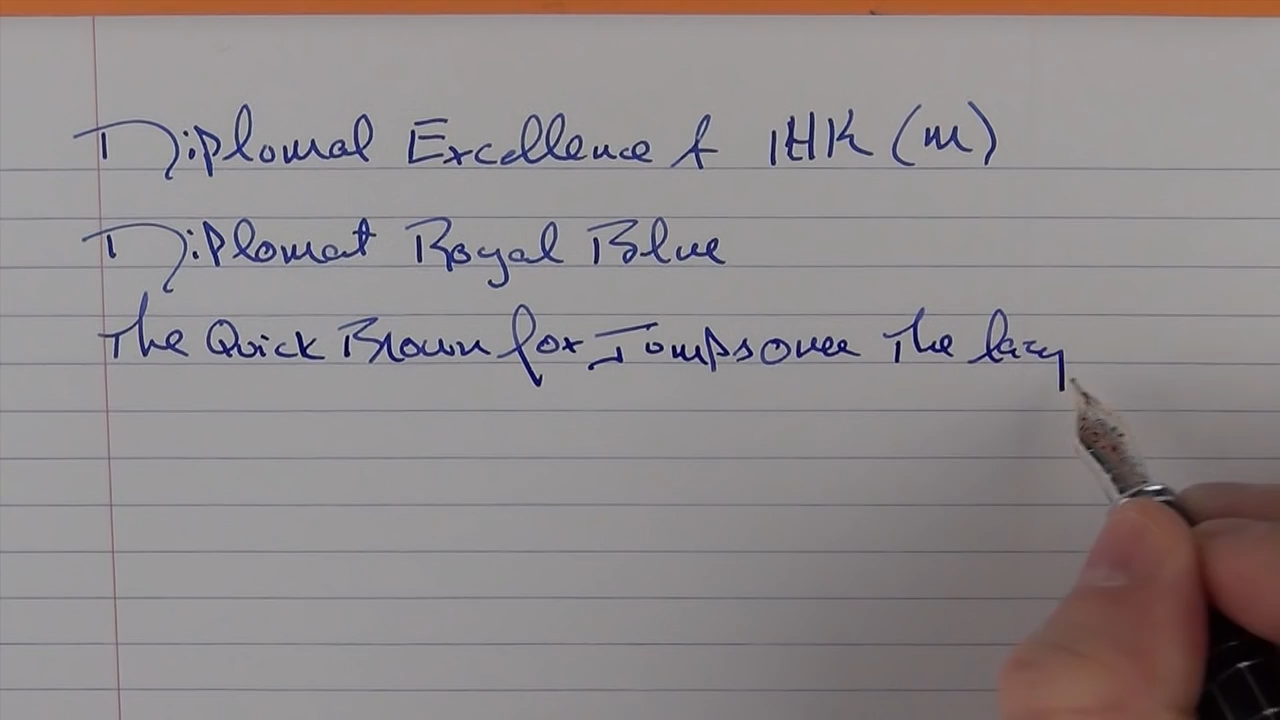 Diplomat Excellence A 14K (M)
Diplomat Royal Blue
The Quick Brown fox Jumps over The lazy